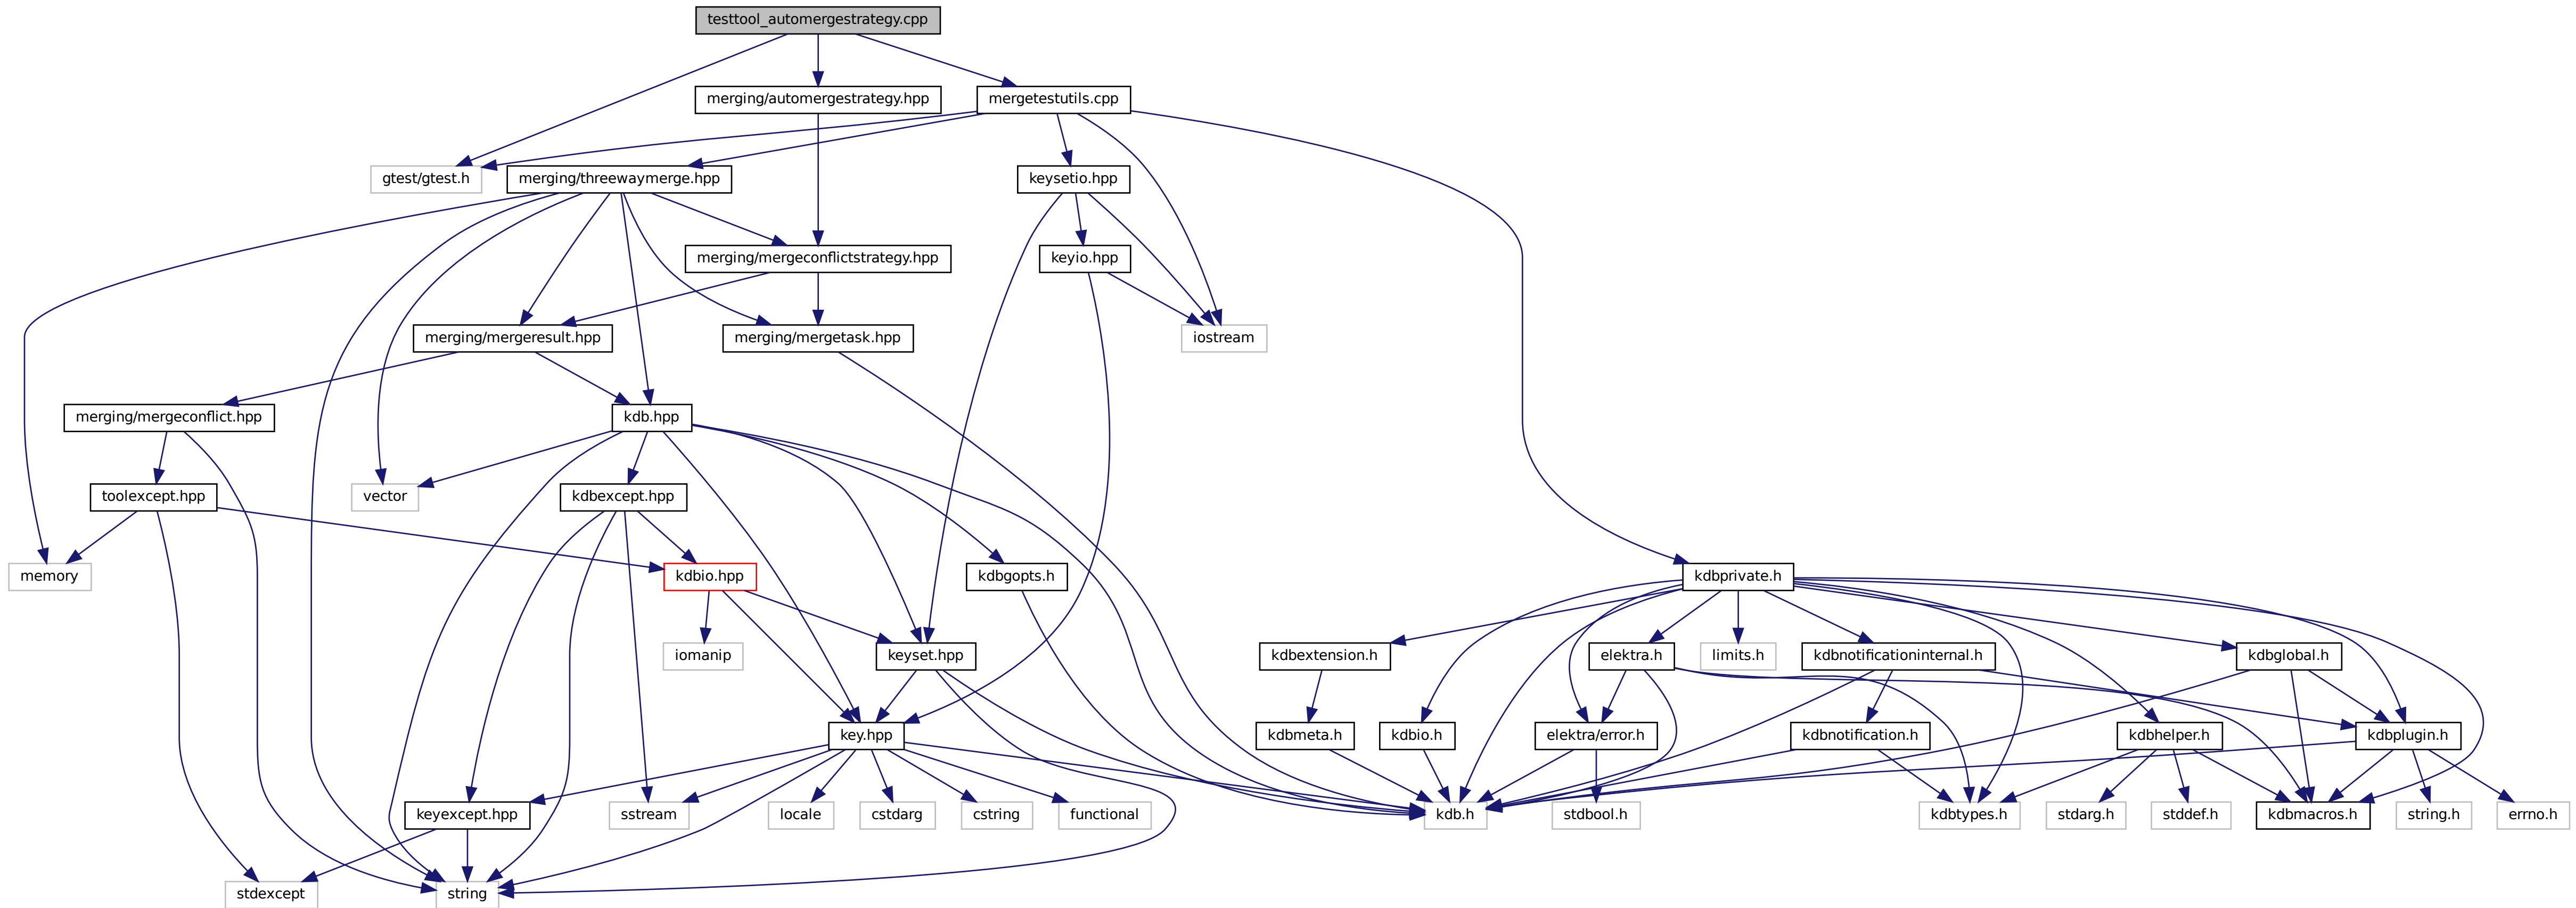 testtool_automergestrategy.cpp
merging/automergestrategy.hpp
mergetestutils.cpp
gtest/gtest.h
merging/threewaymerge.hpp
keysetio.hpp
merging/mergeconflictstrategy.hpp
keyio.hpp
merging/mergeresult.hpp
merging/mergetask.hpp
iostream
merging/mergeconflict.hpp
kdb.hpp
toolexcept.hpp
vector
kdbexcept.hpp
memory
kdbio.hpp
kdbgopts.h
kdbprivate.h
iomanip
keyset.hpp
kdbextension.h
elektra.h
limits.h
kdbnotificationinternal.h
kdbglobal.h
key.hpp
kdbmeta.h
kdbio.h
elektra/error.h
kdbnotification.h
kdbhelper.h
kdbplugin.h
keyexcept.hpp
sstream
locale
cstdarg
cstring
functional
kdb.h
stdbool.h
kdbtypes.h
stdarg.h
stddef.h
kdbmacros.h
string.h
errno.h
stdexcept
string